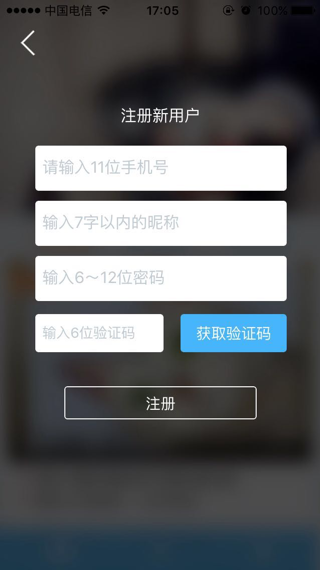 中国电信 17:05 100%
注册新用户
请输入11位手机号
输入7字以内的昵称
输入6～12位密码
输入6位验证码 获取验证码
注册